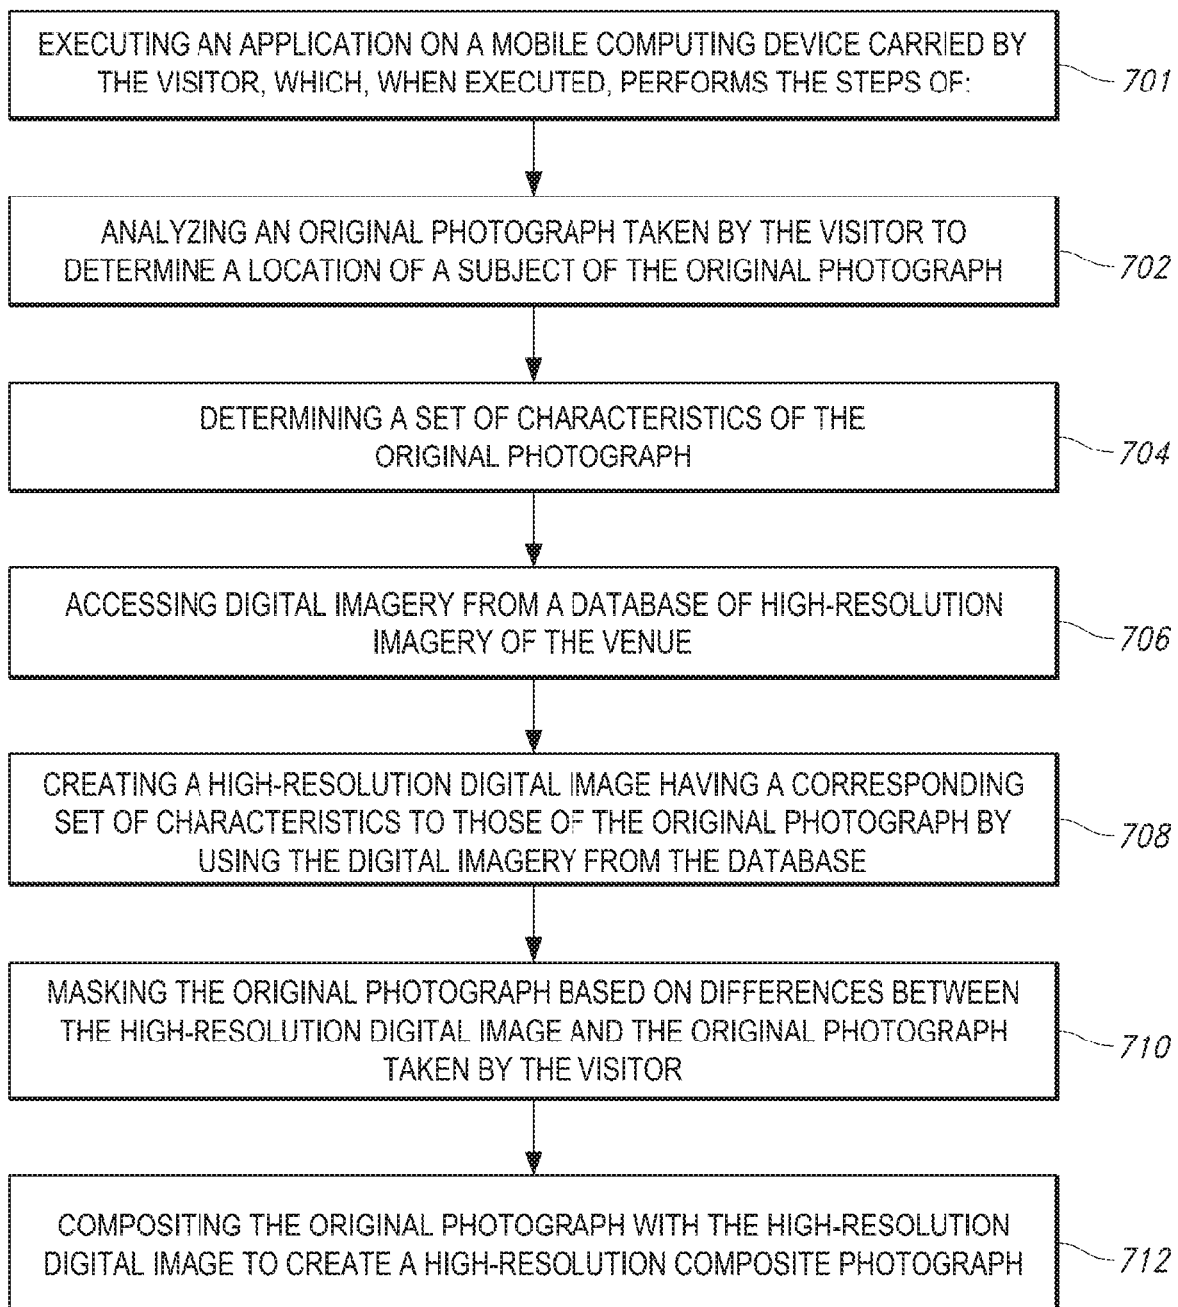 EXECUTING AN APPLICATION ON A MOBILE COMPUTING DEVICE CARRIED BY
THE VISITOR, WHICH, WHEN EXECUTED, PERFORMS THE STEPS OF:
701
ANALYZING AN ORIGINAL PHOTOGRAPH TAKEN BY THE VISITOR TO
DETERMINE A LOCATION OF A SUBJECT OF THE ORIGINAL PHOTOGRAPH
702
DETERMINING A SET OF CHARACTERISTICS OF THE
ORIGINAL PHOTOGRAPH
704
ACCESSING DIGITAL IMAGERY FROM A DATABASE OF HIGH-RESOLUTION
IMAGERY OF THE VENUE
706
CREATING A HIGH-RESOLUTION DIGITAL IMAGE HAVING A CORRESPONDING
SET OF CHARACTERISTICS TO THOSE OF THE ORIGINAL PHOTOGRAPH BY
USING THE DIGITAL IMAGERY FROM THE DATABASE
708
MASKING THE ORIGINAL PHOTOGRAPH BASED ON DIFFERENCES BETWEEN
THE HIGH-RESOLUTION DIGITAL IMAGE AND THE ORIGINAL PHOTOGRAPH
TAKEN BY THE VISITOR
710
COMPOSITING THE ORIGINAL PHOTOGRAPH WITH THE HIGH-RESOLUTION
DIGITAL IMAGE TO CREATE A HIGH-RESOLUTION COMPOSITE PHOTOGRAPH
712